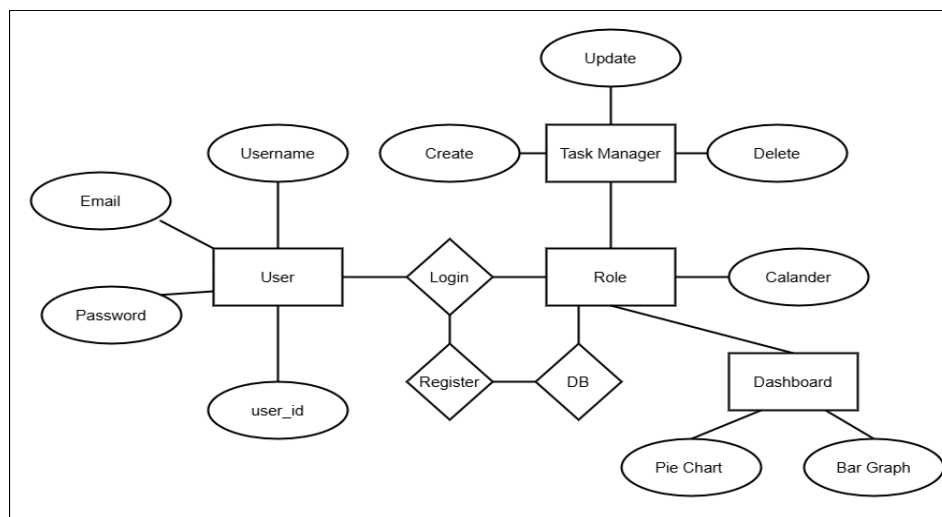 Update
Create
Task Manager
Delete
Username
Email
User
Login
Role
Calander
Password
Register
DB
Dashboard
user_id
Pie Chart
Bar Graph